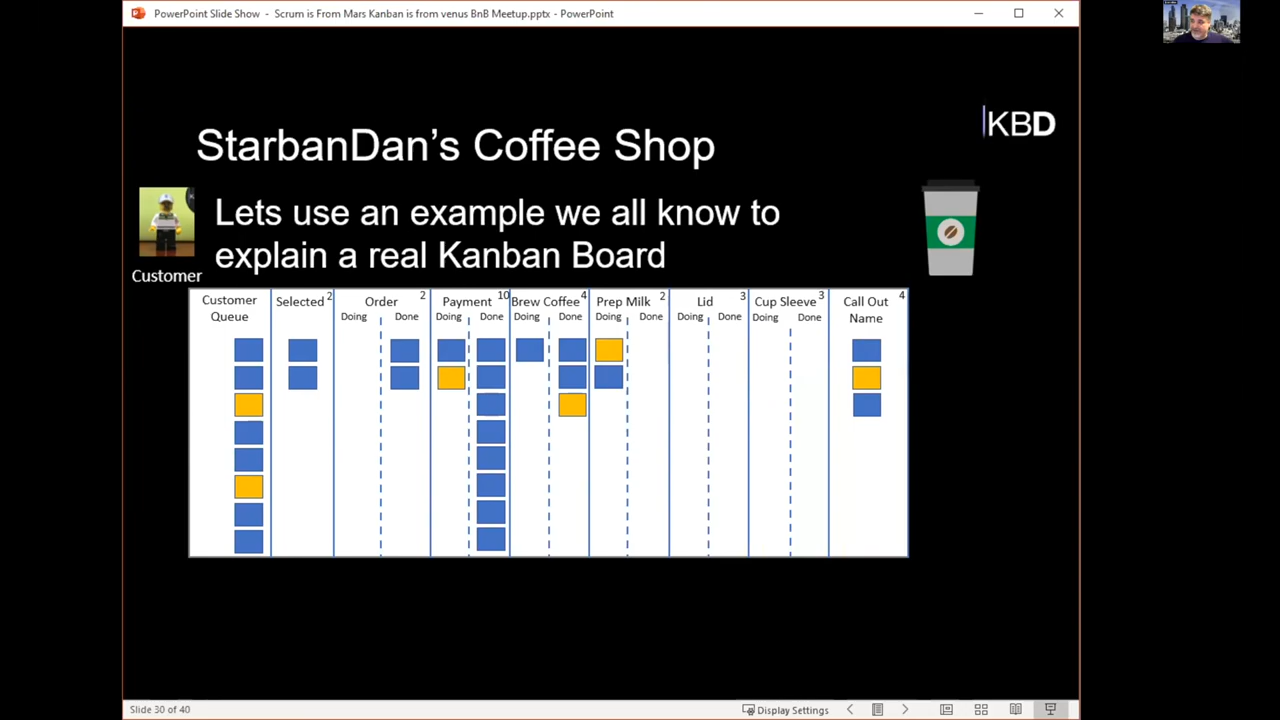 PowerPoint Slide Show - Scrum is From Mars Kanban is from venus BnB Meetup.pptx - PowerPoint
KBD
StarbanDan's Coffee Shop
Lets use an example we all know to
explain a real Kanban Board
Customer
Customer Queue
Selected 2
Order 2
Doing Done
Payment 10
Doing Done
Brew Coffee 4
Doing Done
Prep Milk 2
Doing Done
Lid 3
Doing Done
Cup Sleeve 3
Doing Done
Call Out Name 4
Slide 30 of 40
Display Settings